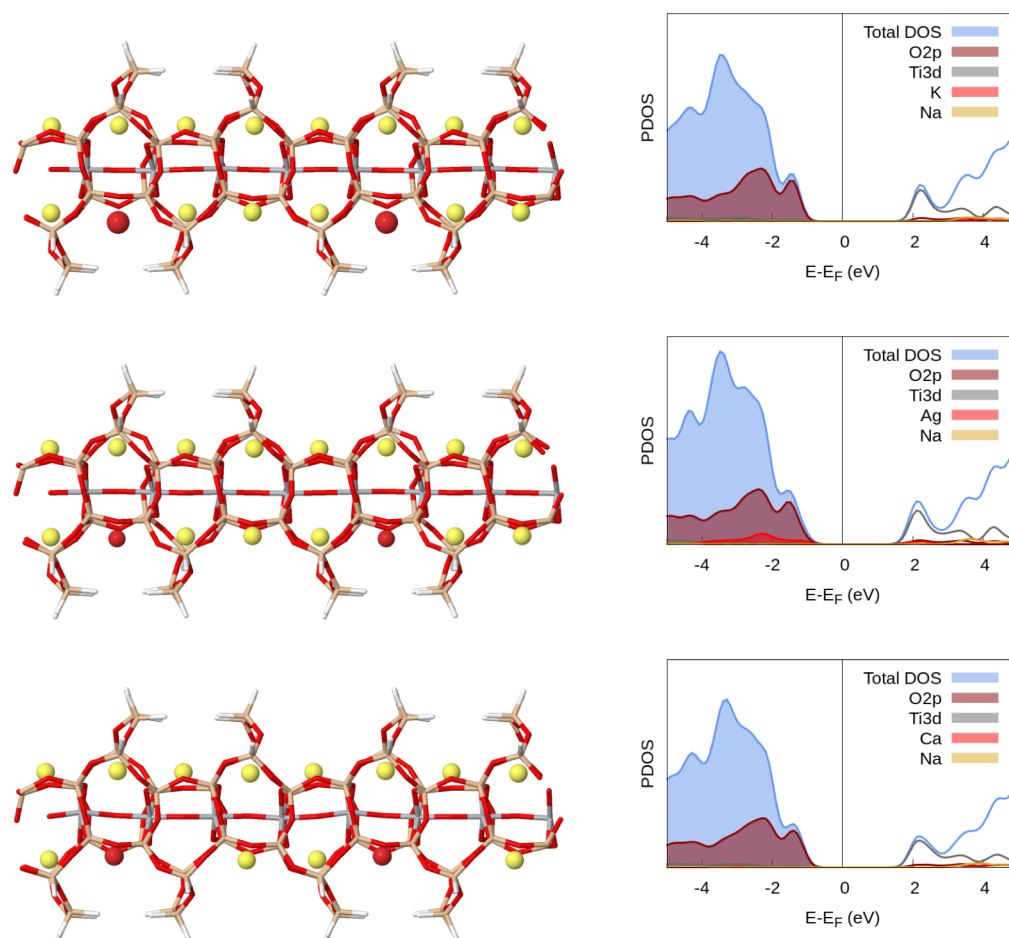 Total DOS
O2p
Ti3d
K
Na
PDOS
-4 -2 0 2 4
E-E_F (eV)
Total DOS
O2p
Ti3d
Ag
Na
PDOS
-4 -2 0 2 4
E-E_F (eV)
Total DOS
O2p
Ti3d
Ca
Na
PDOS
-4 -2 0 2 4
E-E_F (eV)